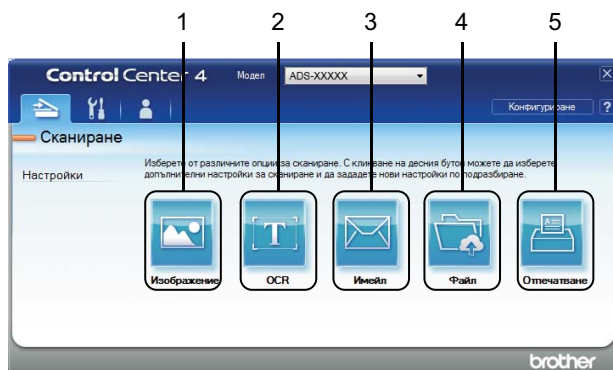 1 2 3 4 5
Control Center 4 Модел ADS-XXXXX
Конфигуриране ?
Сканиране
Изберете от различните опции за сканиране. С кликване на десния бутон можете да изберете
Настройки
допълнителни настройки за сканиране и да зададете нови настройки по подразбиране.
T
Изображение OCR Имейл Файл Отпечатване
brother